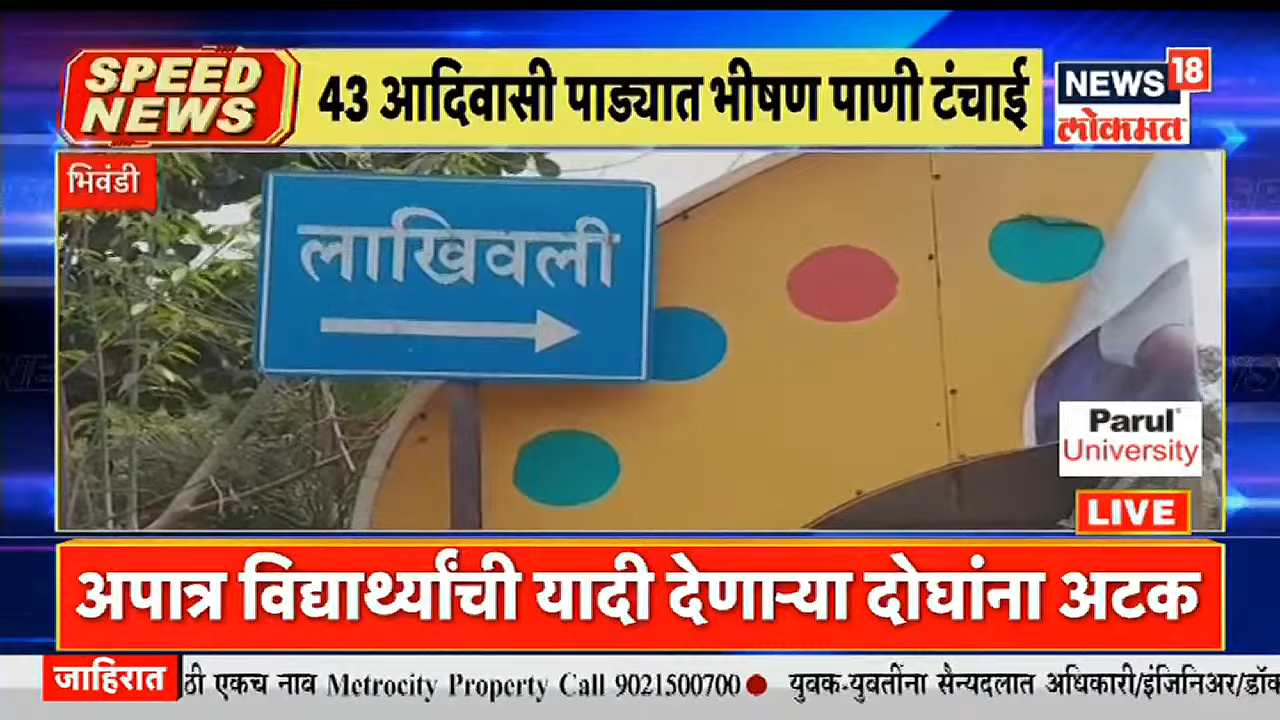 SPEED
NEWS
43 आदिवासी पाड्यात भीषण पाणी टंचाई
NEWS 18
लोकमत
भिवंडी
लाखिवली
Parul
University
LIVE
अपात्र विद्यार्थ्यांची यादी देणाऱ्या दोघांना अटक
जाहिरात
ठी एकच नाब Metrocity Property Call 9021500700 ● युवक-युवतींना सैन्यदलात अधिकारी/इंजिनिअर/डॉक